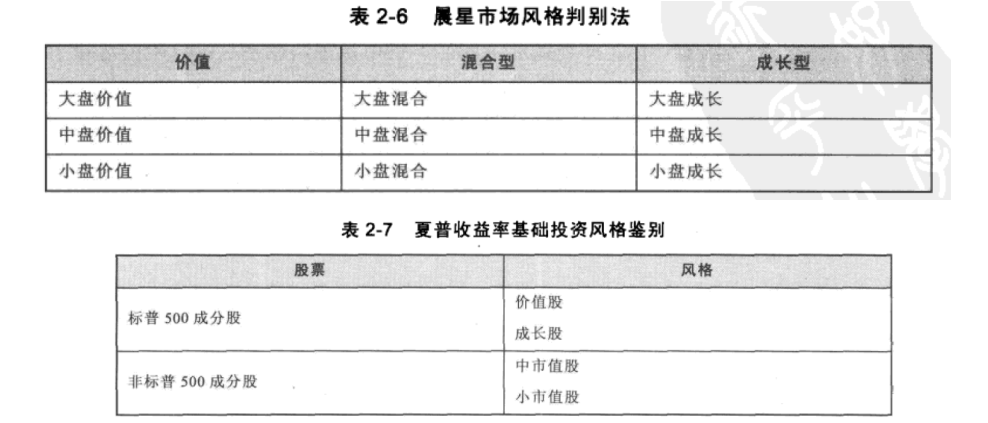 表 2-6 晨星市场风格判别法
价值 混合型 成长型
大盘价值 大盘混合 大盘成长
中盘价值 中盘混合 中盘成长
小盘价值 小盘混合 小盘成长
表 2-7 夏普收益率基础投资风格鉴别
股票 风格
标普 500 成分股
价值股
成长股
非标普 500 成分股
中市值股
小市值股